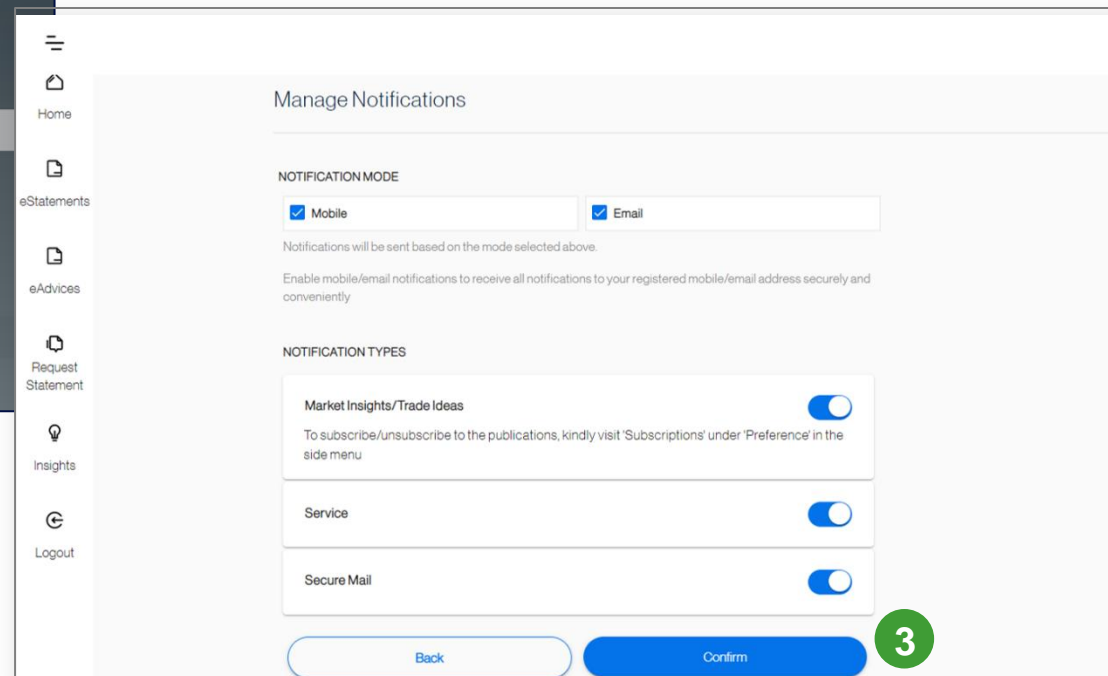 Home
eStatements
eAdvices
Request
Statement
Insights
Logout
Manage Notifications
NOTIFICATION MODE
Mobile
Email
Notifications will be sent based on the mode selected above.
Enable mobile/email notifications to receive all notifications to your registered mobile/email address securely and
conveniently
NOTIFICATION TYPES
Market Insights/Trade Ideas
To subscribe/unsubscribe to the publications, kindly visit 'Subscriptions' under 'Preference' in the
side menu
Service
Secure Mail
Back
Confirm
3